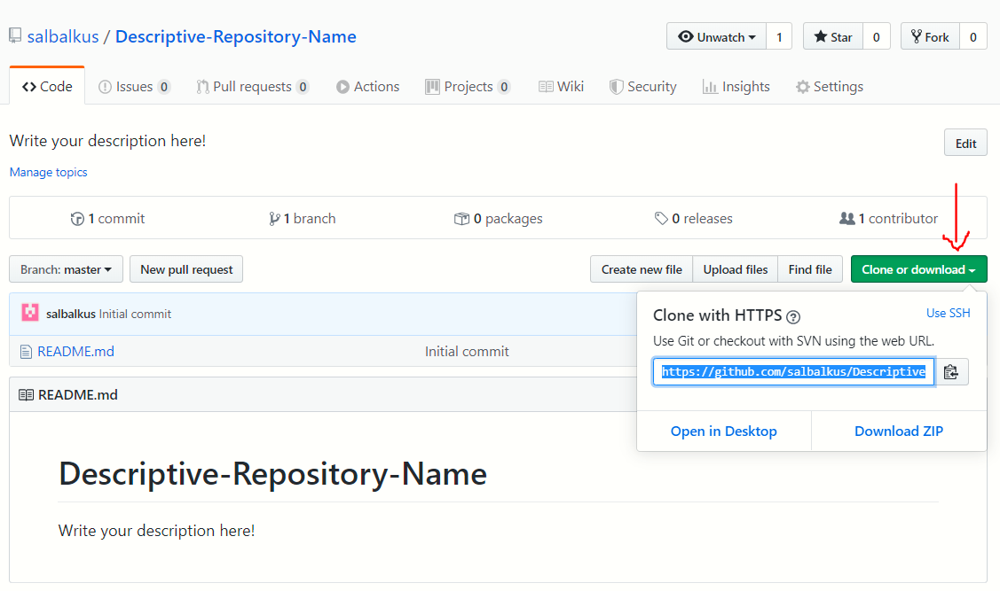 salbalkus / Descriptive-Repository-Name
Unwatch 1 Star 0 Fork 0
Code Issues 0 Pull requests 0 Actions Projects 0 Wiki Security Insights Settings
Write your description here!
Edit
Manage topics
1 commit 1 branch 0 packages 0 releases 1 contributor
Branch: master New pull request Create new file Upload files Find file Clone or download
salbalkus Initial commit
README.md Initial commit
Clone with HTTPS ? Use SSH
Use Git or checkout with SVN using the web URL.
https://github.com/salbalkus/Descriptive
Open in Desktop Download ZIP
README.md
Descriptive-Repository-Name
Write your description here!